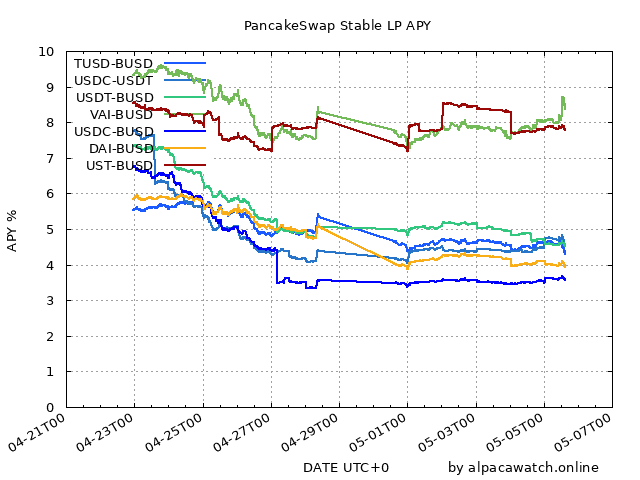 PancakeSwap Stable LP APY
TUSD-BUSD
USDC-USDT
USDT-BUSD
VAI-BUSD
USDC-BUSD
DAI-BUSD
UST-BUSD
APY %
10
9
8
7
6
5
4
3
2
1
0
04-21T00
04-23T00
04-25T00
04-27T00
04-29T00
05-01T00
05-03T00
05-05T00
05-07T00
DATE UTC+0
by alpacawatch.online